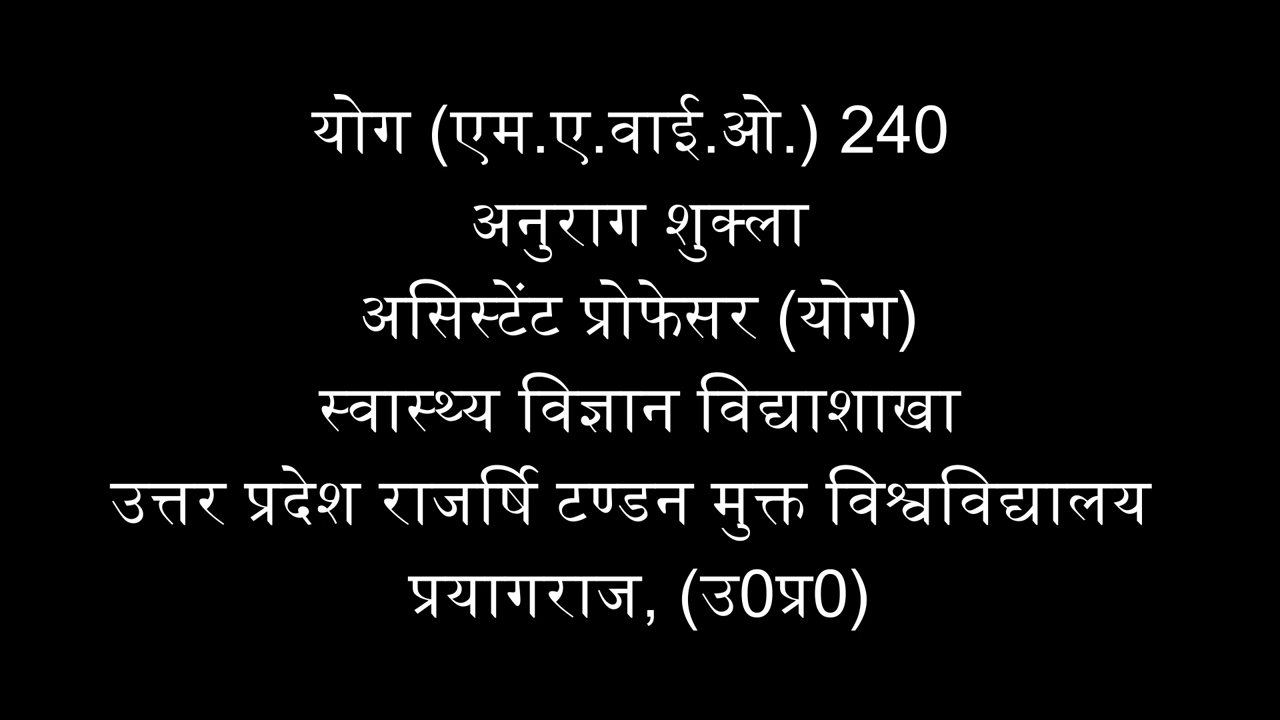 योग (एम.ए.वाई.ओ.) 240
अनुराग शुक्ला
असिस्टेंट प्रोफेसर (योग)
स्वास्थ्य विज्ञान विद्याशाखा
उत्तर प्रदेश राजर्षि टण्डन मुक्त विश्वविद्यालय
प्रयागराज, (उ0प्र0)